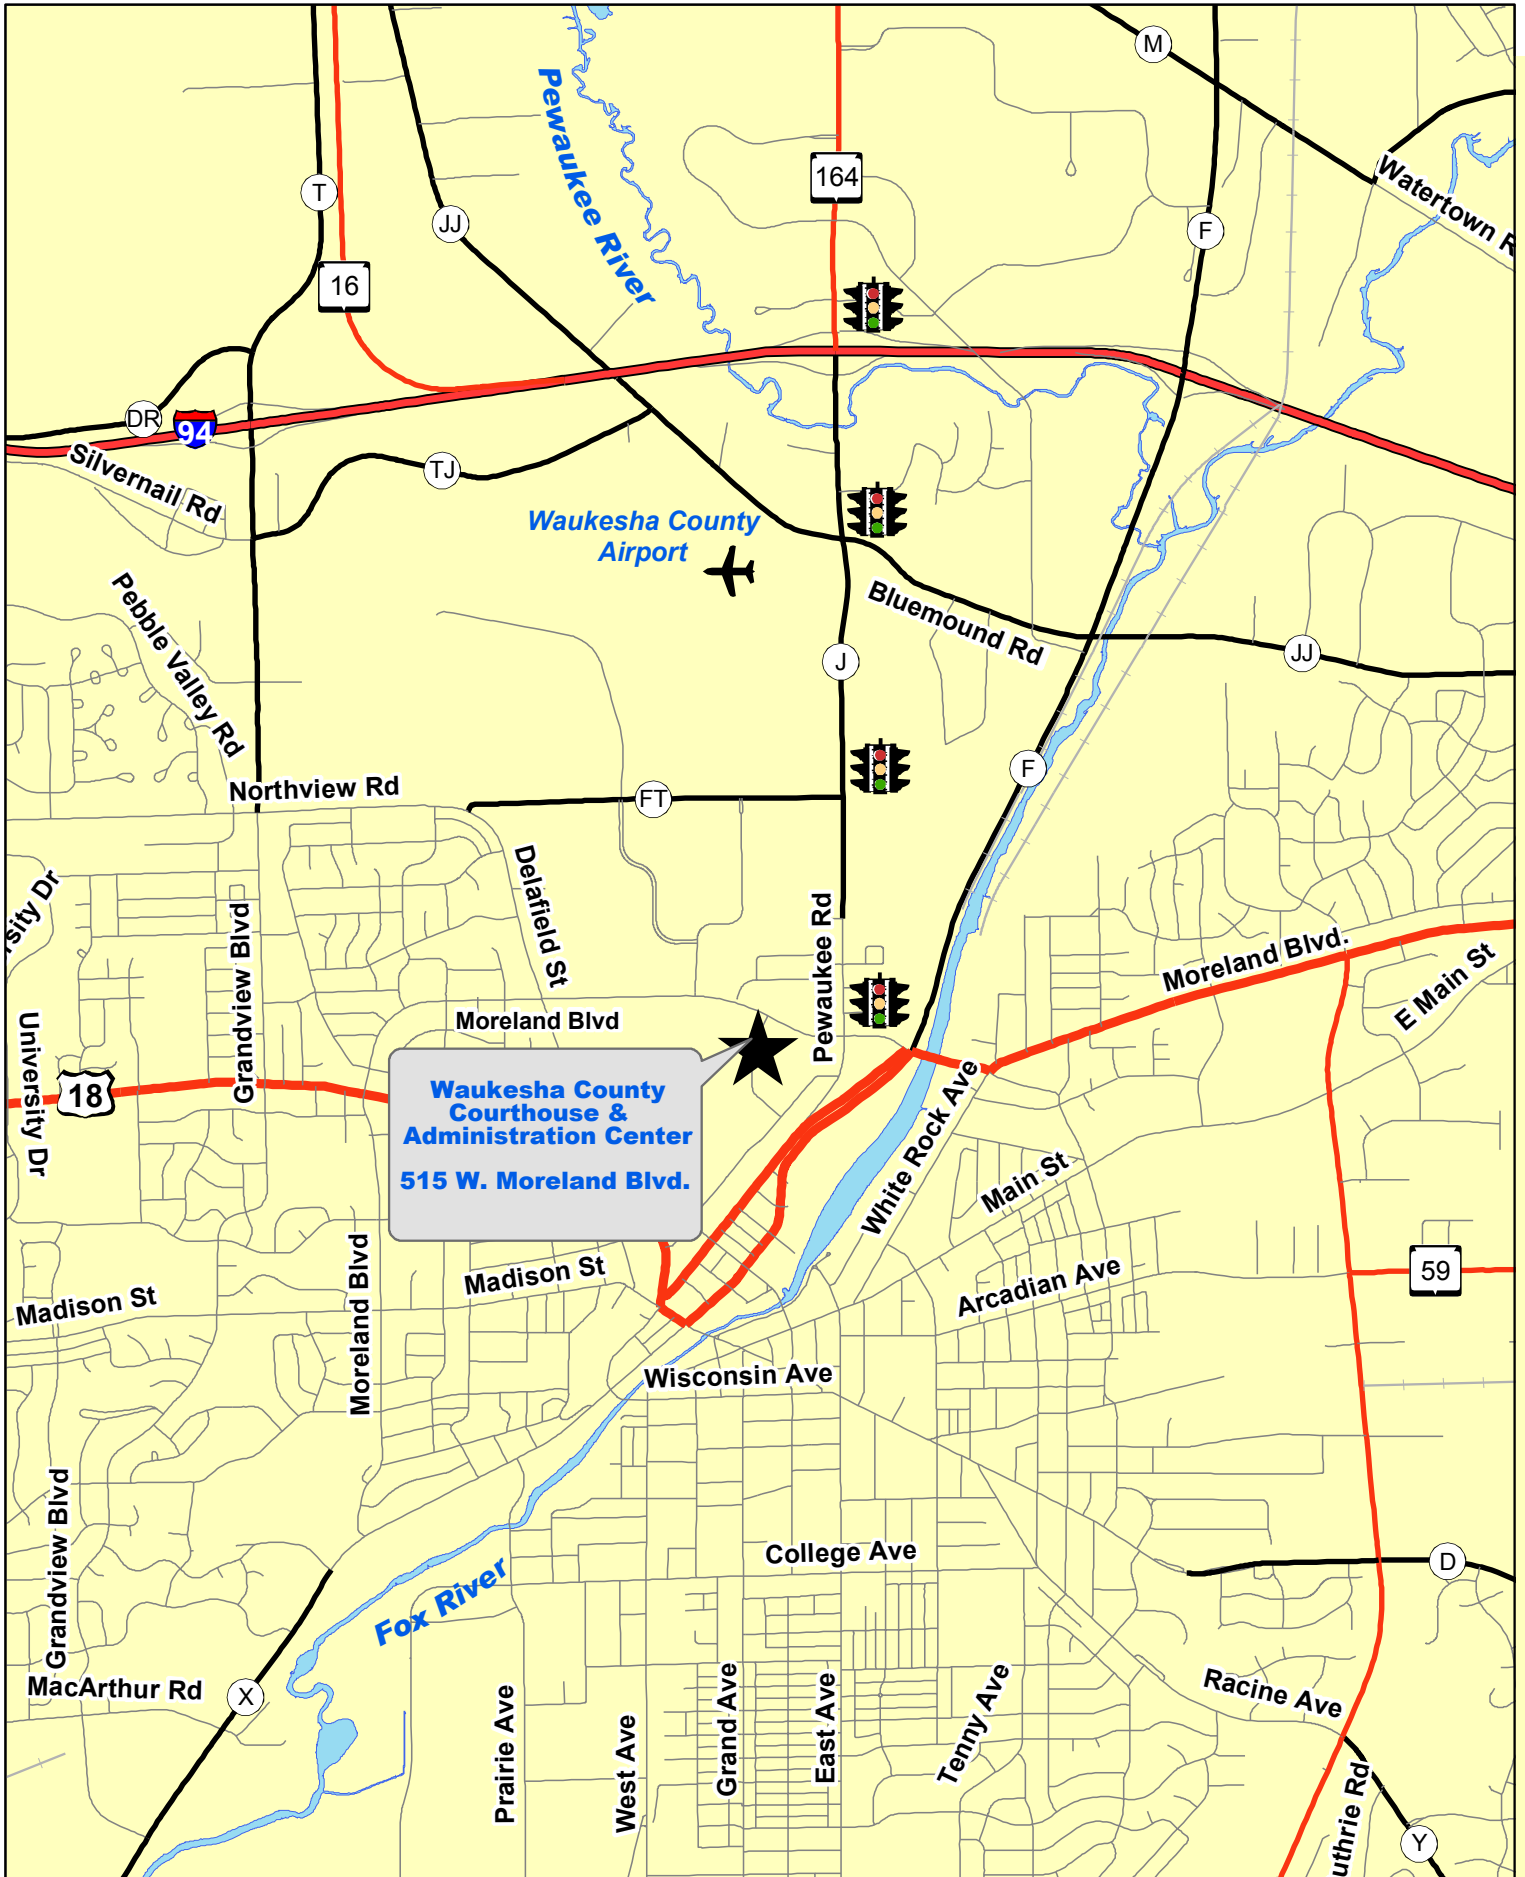 M
Watertown R
Pewaukee River
164
T
JJ
F
16
DR
94
Silvernail Rd
TJ
Waukesha County
Airport
Pebble Valley Rd
Bluemound Rd
J
JJ
F
Northview Rd
FT
rsity Dr
Delafield St
Grandview Blvd
Pewaukee Rd
Moreland Blvd.
E Main St
University Dr
Moreland Blvd
18
Waukesha County
Courthouse &
Administration Center
515 W. Moreland Blvd.
White Rock Ave
Main St
Moreland Blvd
Madison St
Madison St
Arcadian Ave
59
Wisconsin Ave
Grandview Blvd
College Ave
D
Fox River
MacArthur Rd
X
Prairie Ave
West Ave
Grand Ave
East Ave
Tenny Ave
Racine Ave
uthrie Rd
Y